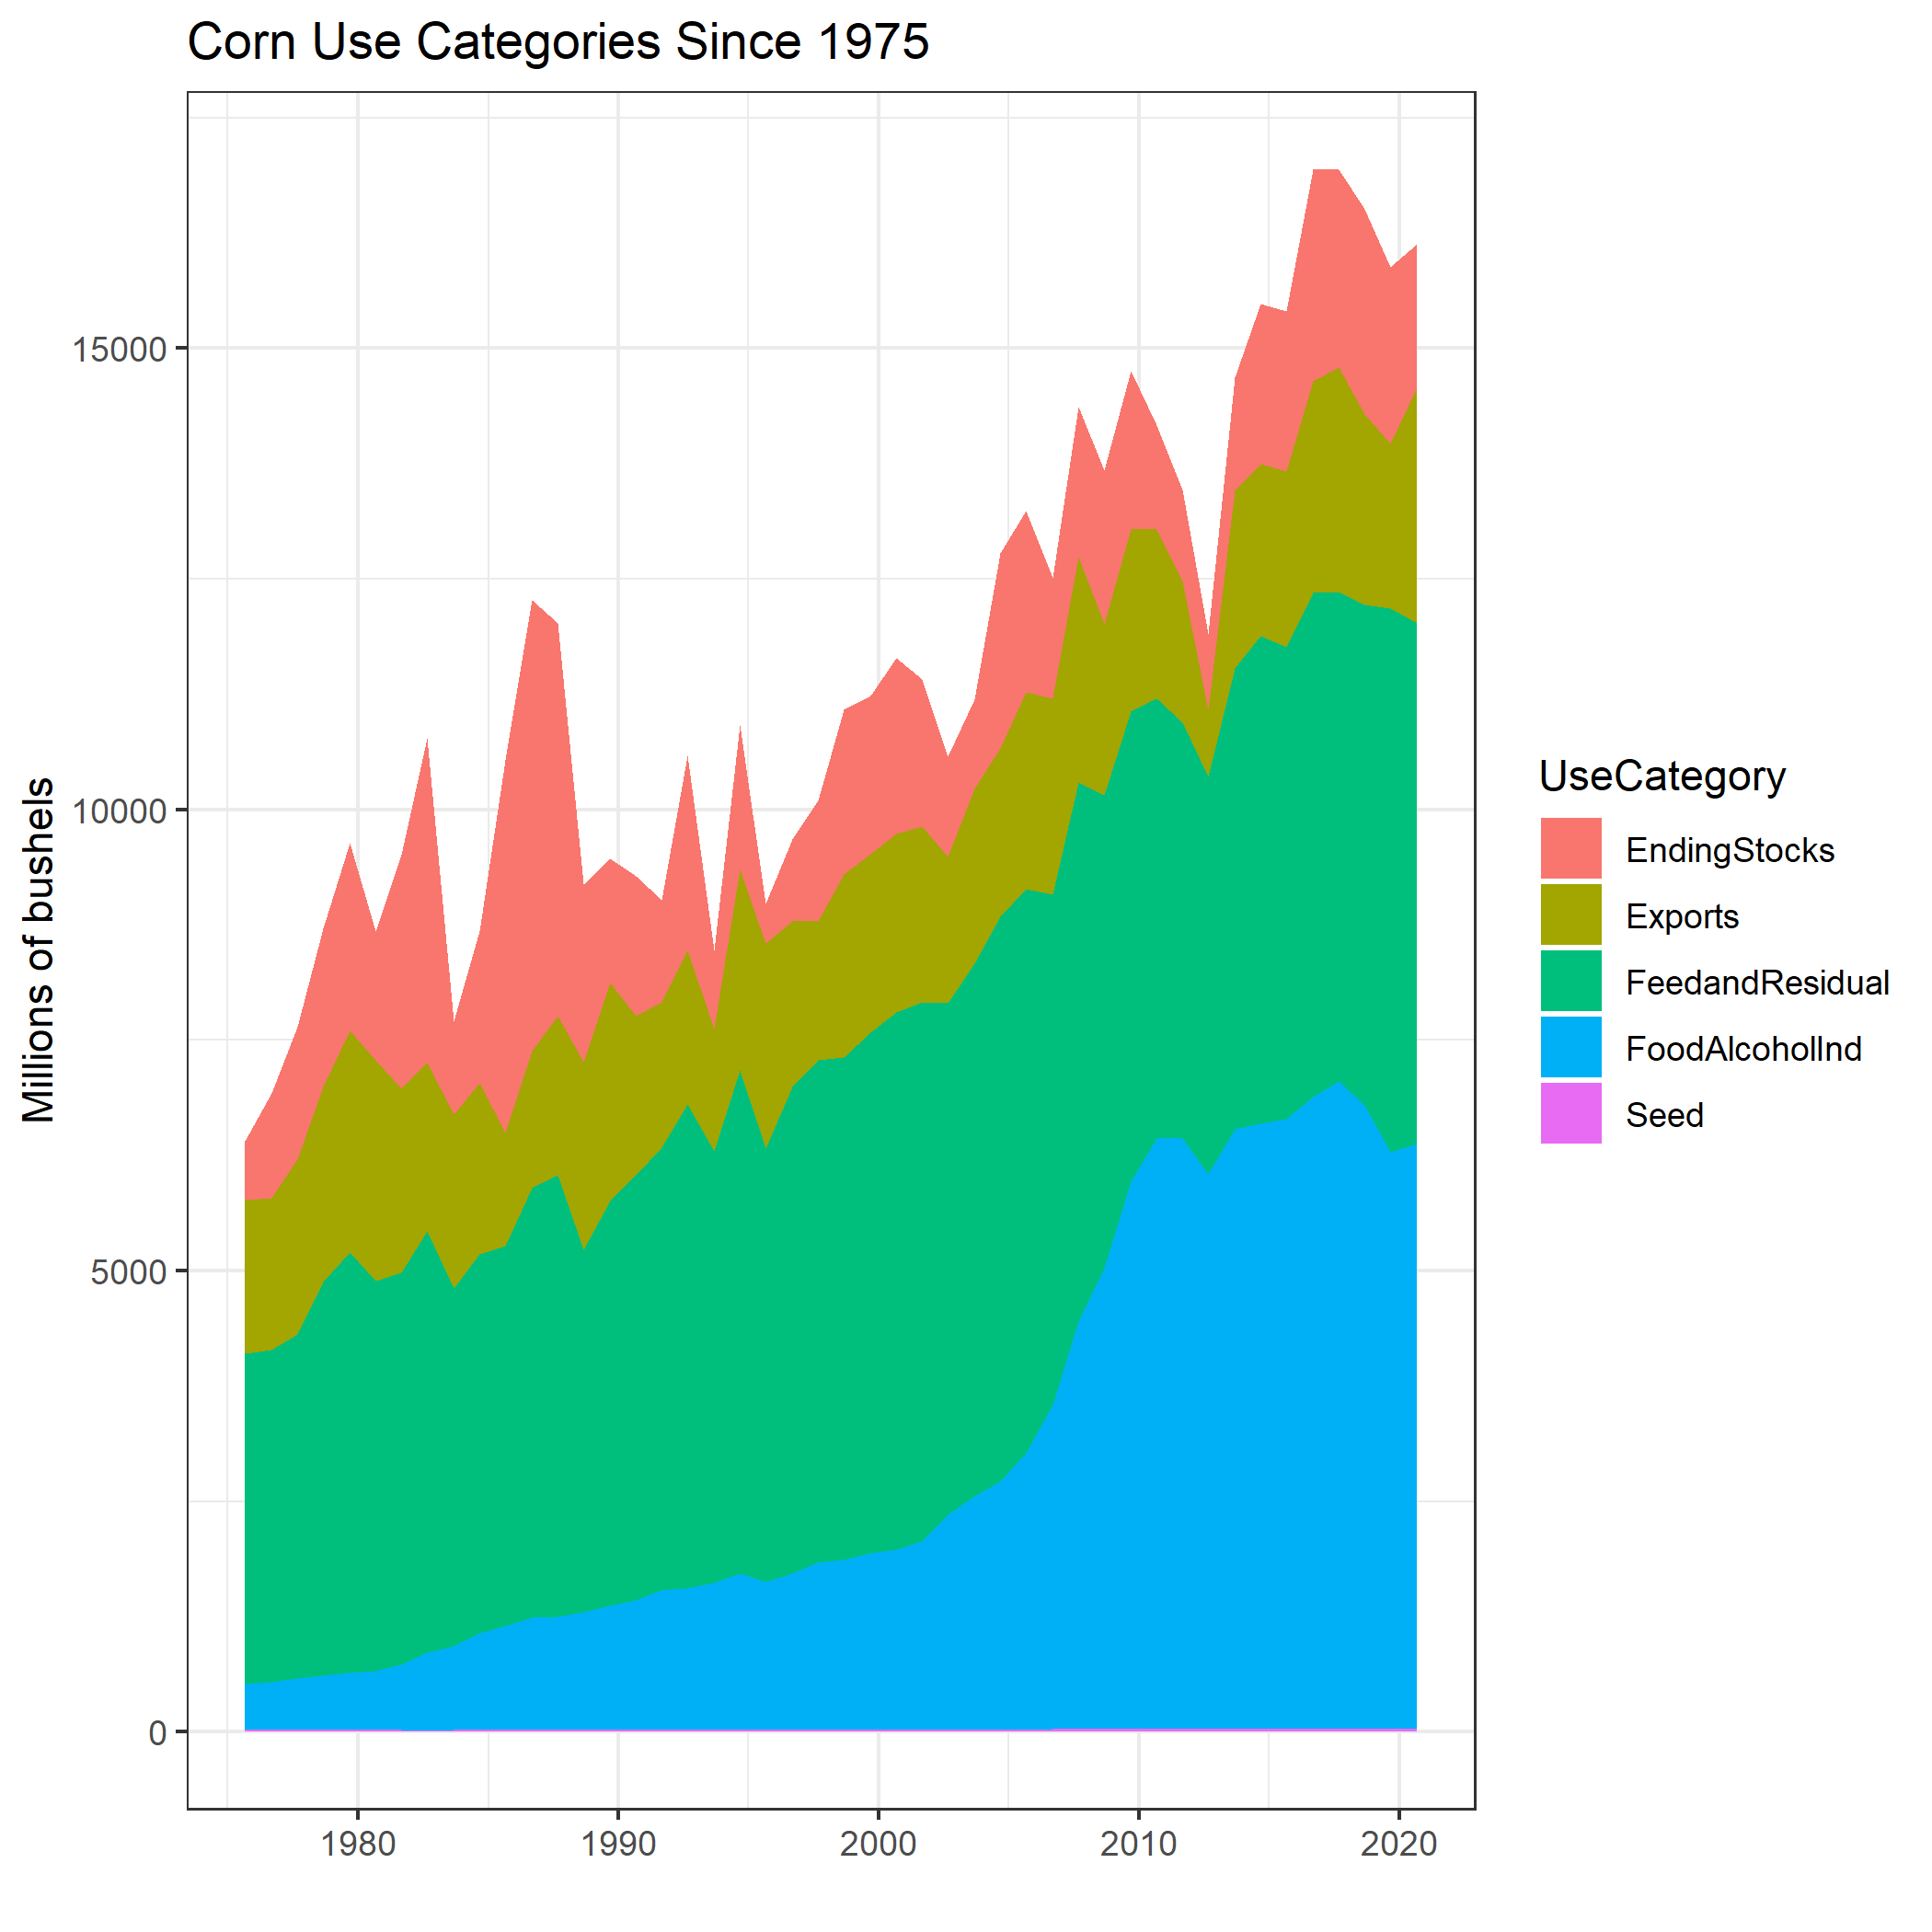 Corn Use Categories Since 1975
Millions of bushels
15000
10000
5000
0
1980 1990 2000 2010 2020
UseCategory
EndingStocks
Exports
FeedandResidual
FoodAlcoholInd
Seed